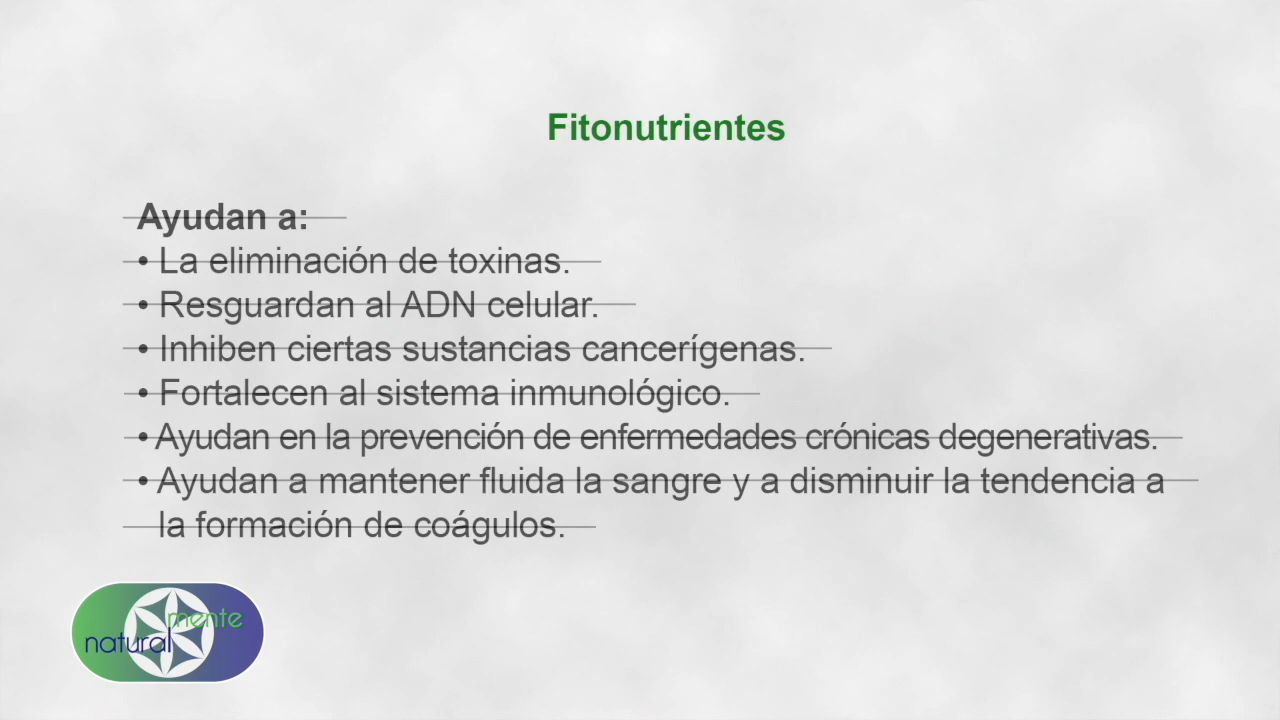 Fitonutrientes
Ayudan a:
• La eliminación de toxinas.
• Resguardan al ADN celular.
• Inhiben ciertas sustancias cancerígenas.
• Fortalecen al sistema inmunológico.
• Ayudan en la prevención de enfermedades crónicas degenerativas.
• Ayudan a mantener fluida la sangre y a disminuir la tendencia a
la formación de coágulos.
natural
mente